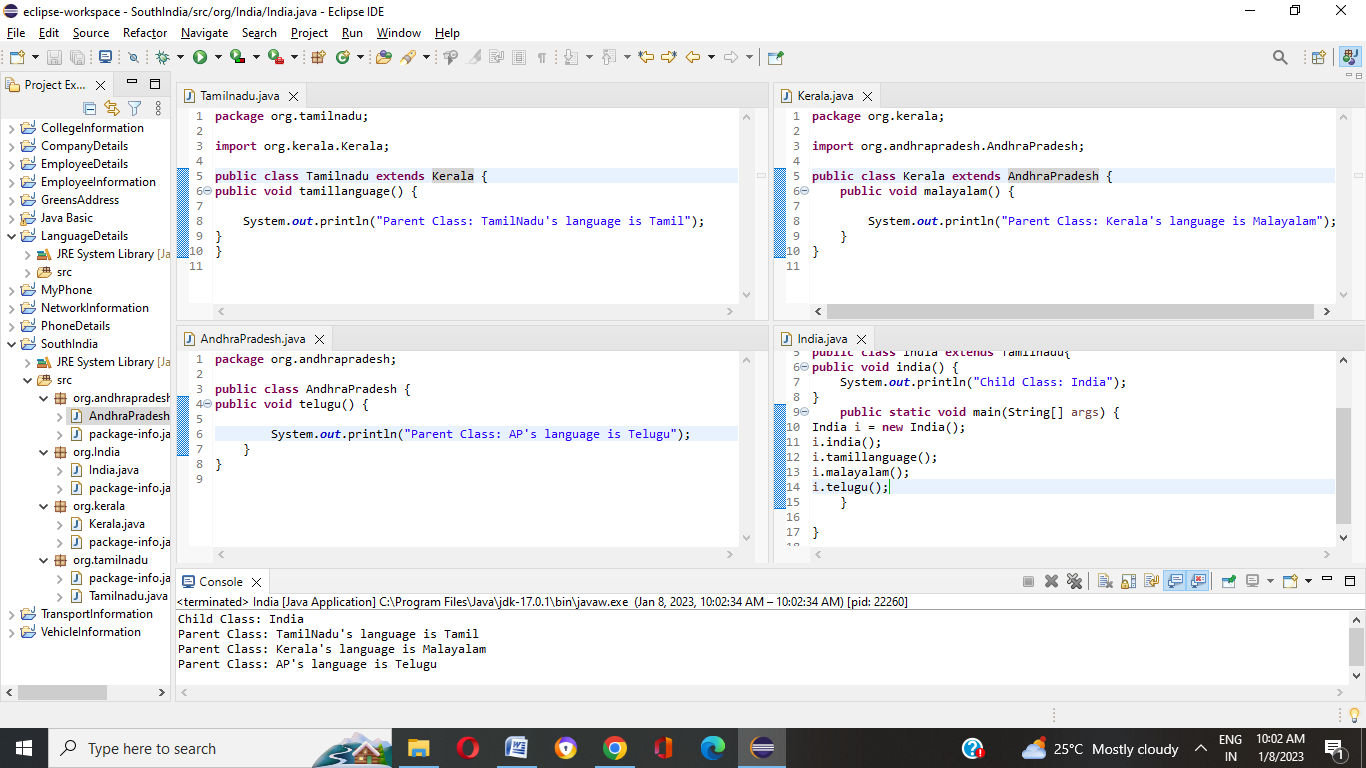 eclipse-workspace - SouthIndia/src/org/India/India.java - Eclipse IDE
File Edit Source Refactor Navigate Search Project Run Window Help
Project Ex...
CollegeInformation
CompanyDetails
EmployeeDetails
EmployeeInformation
GreensAddress
Java Basic
LanguageDetails
JRE System Library [Ja
src
MyPhone
NetworkInformation
PhoneDetails
SouthIndia
JRE System Library [Ja
src
org.andhrapradesh
AndhraPradesh
package-info.ja
org.India
India.java
package-info.ja
org.kerala
Kerala.java
package-info.ja
org.tamilnadu
package-info.ja
Tamilnadu.java
TransportInformation
VehicleInformation
Tamilnadu.java
1 package org.tamilnadu;
2
3 import org.kerala.Kerala;
4
5 public class Tamilnadu extends Kerala {
6 public void tamillanguage() {
7
8 System.out.println("Parent Class: TamilNadu's language is Tamil");
9 }
10 }
11
Kerala.java
1 package org.kerala;
2
3 import org.andhrapradesh.AndhraPradesh;
4
5 public class Kerala extends AndhraPradesh {
6 public void malayalam() {
7
8 System.out.println("Parent Class: Kerala's language is Malayalam");
9 }
10 }
11
AndhraPradesh.java
1 package org.andhrapradesh;
2
3 public class AndhraPradesh {
4 public void telugu() {
5
6 System.out.println("Parent Class: AP's language is Telugu");
7 }
8 }
9
India.java
5 public class India extends Tamilnadu{
6 public void india() {
7 System.out.println("Child Class: India");
8 }
9 public static void main(String[] args) {
10 India i = new India();
11 i.india();
12 i.tamillanguage();
13 i.malayalam();
14 i.telugu();
15 }
16
17 }
18
Console
<terminated> India [Java Application] C:\Program Files\Java\jdk-17.0.1\bin\javaw.exe (Jan 8, 2023, 10:02:34 AM – 10:02:34 AM) [pid: 22260]
Child Class: India
Parent Class: TamilNadu's language is Tamil
Parent Class: Kerala's language is Malayalam
Parent Class: AP's language is Telugu
Type here to search
25°C Mostly cloudy
ENG
IN
10:02 AM
1/8/2023
1